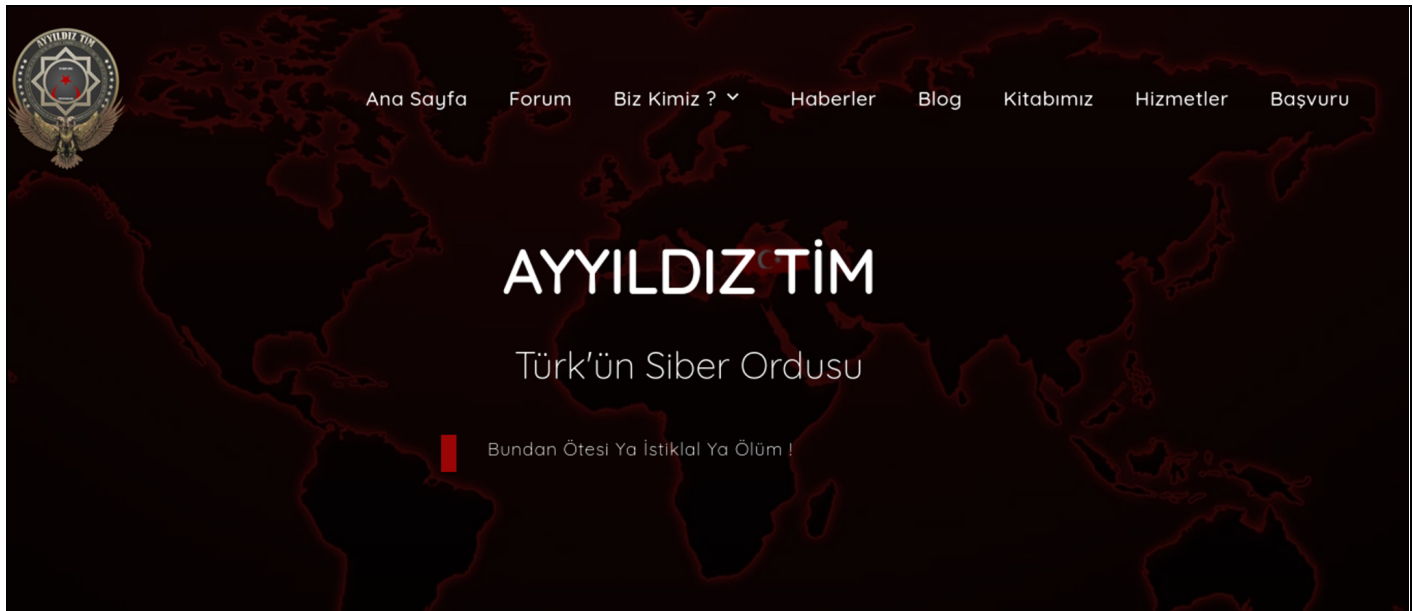 AYYILDIZ TİM
Ana Sayfa Forum Biz Kimiz ? Haberler Blog Kitabımız Hizmetler Başvuru
AYYILDIZ TİM
Türk'ün Siber Ordusu
Bundan Ötesi Ya İstiklal Ya Ölüm !